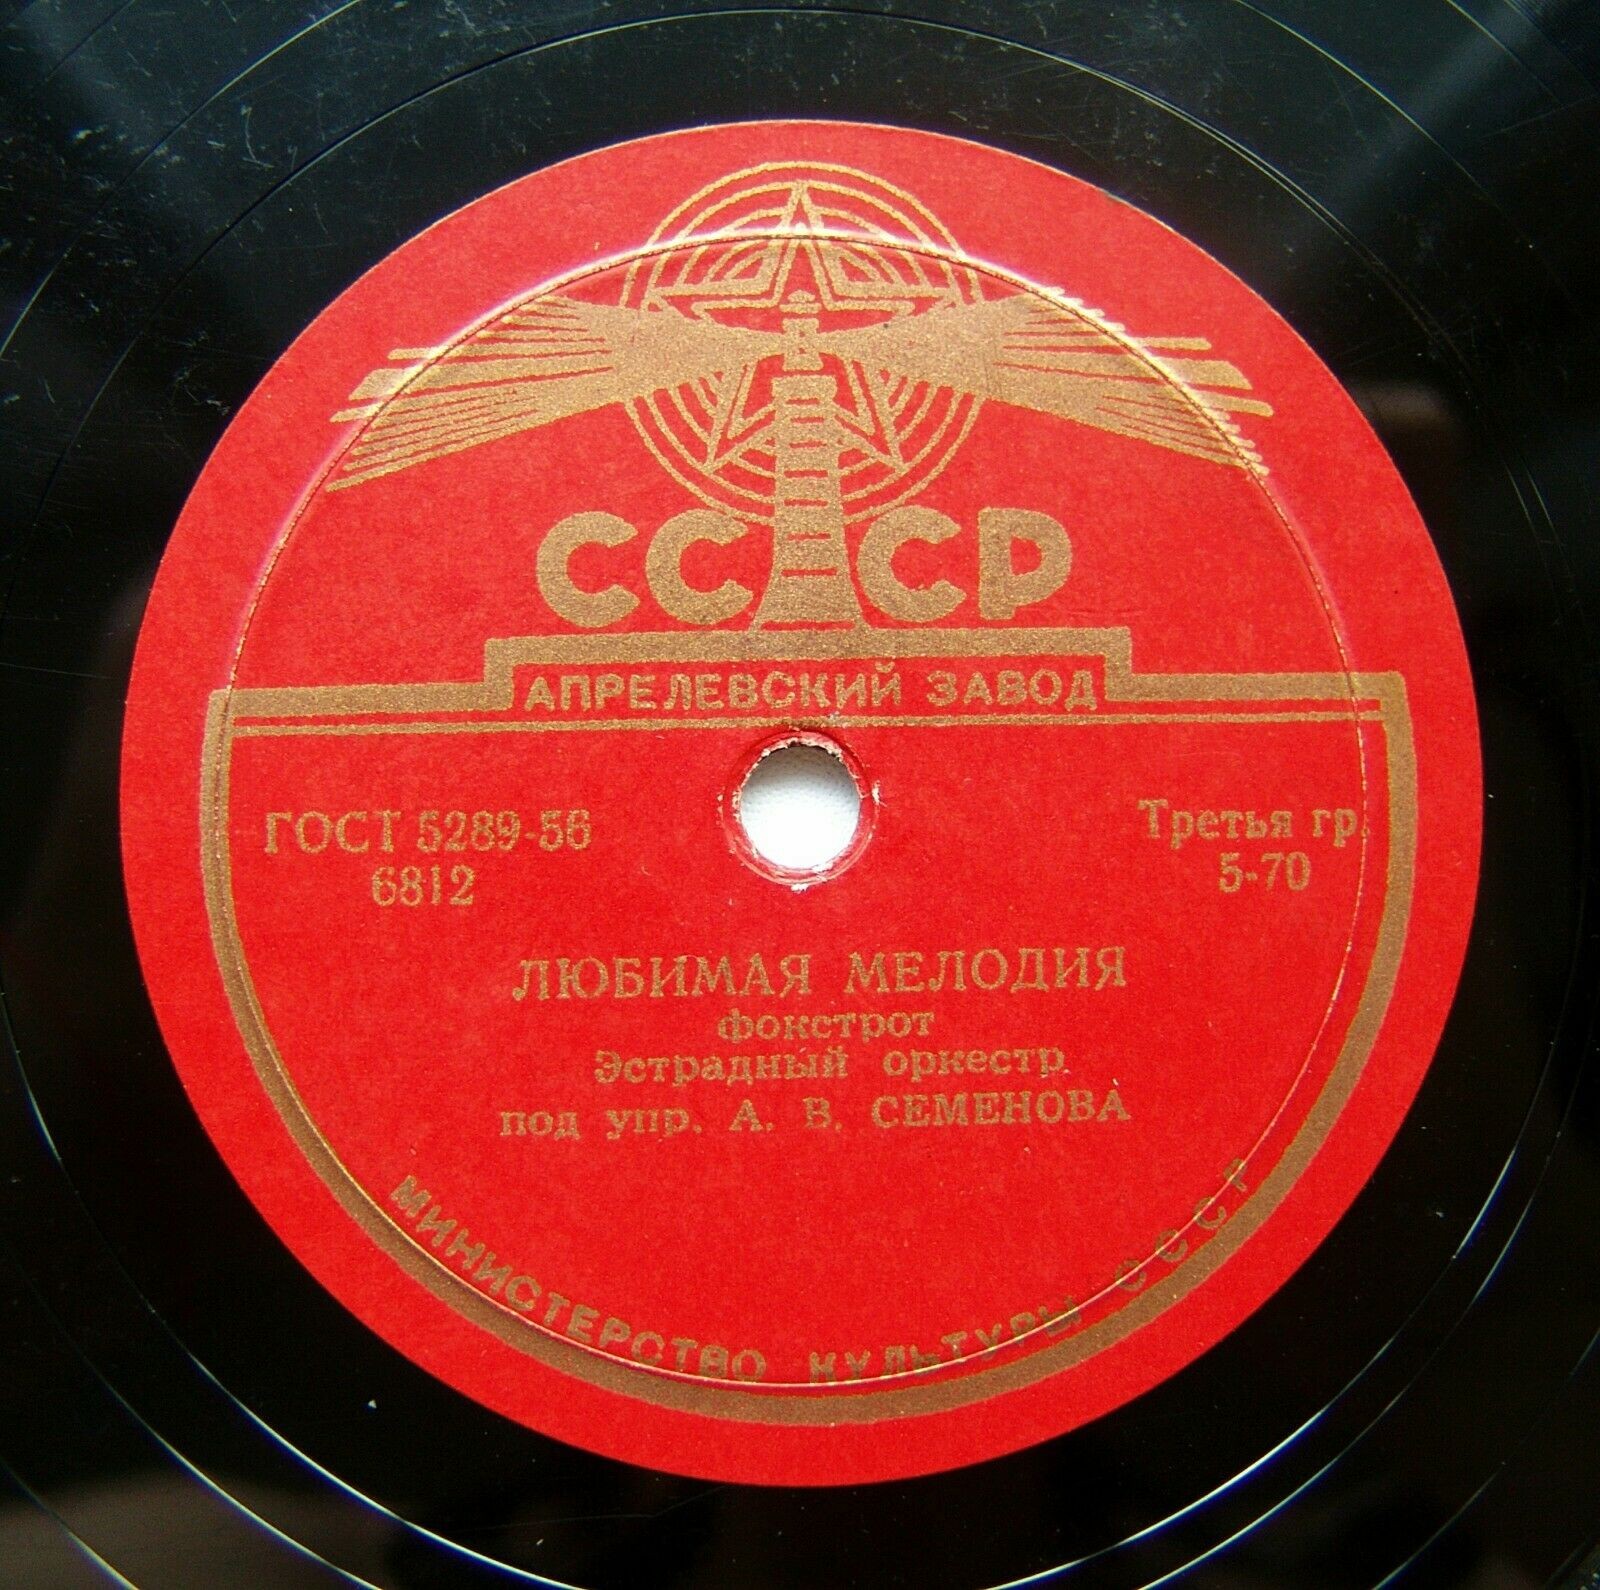 СССР
АПРЕЛЕВСКИЙ ЗАВОД
ГОСТ 5289-56
6812
Третья гр.
5-70
ЛЮБИМАЯ МЕЛОДИЯ
фокстрот
Эстрадный оркестр
под упр. А. В. СЕМЕНОВА
МИНИСТЕРСТВО КУЛЬТУРЫ СССР